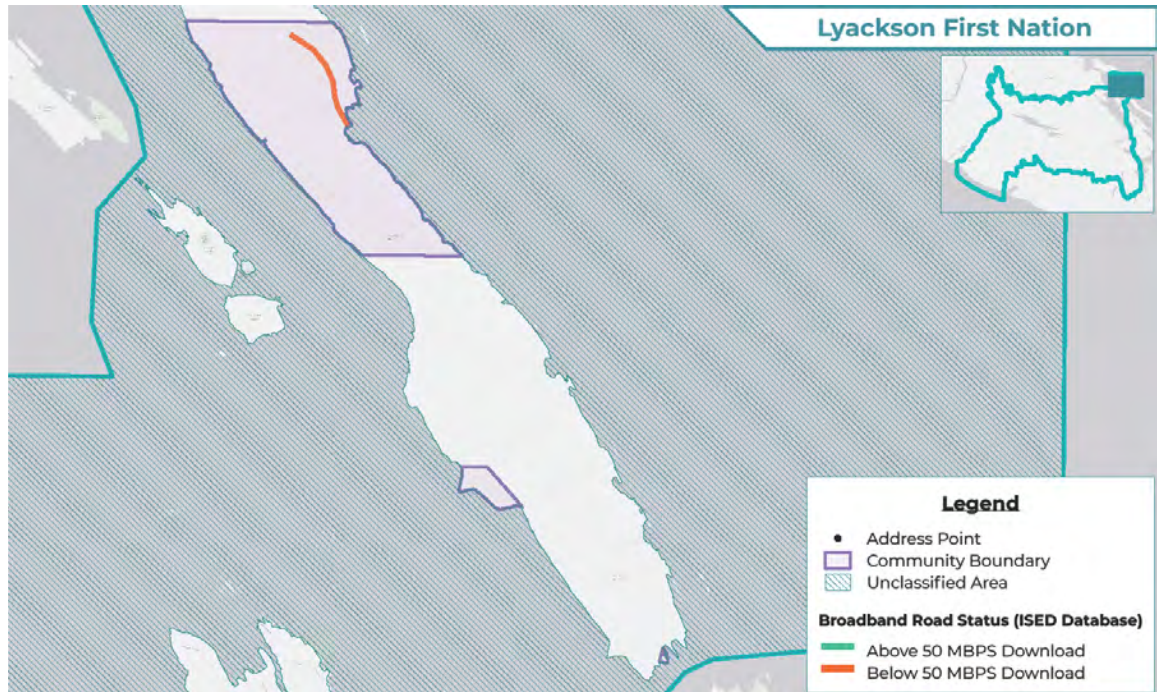 Lyackson First Nation
Legend
Address Point
Community Boundary
Unclassified Area
Broadband Road Status (ISED Database)
Above 50 MBPS Download
Below 50 MBPS Download